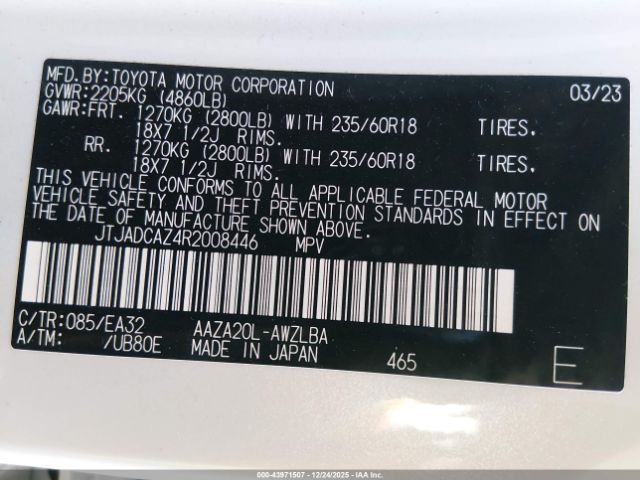 MFD.BY:TOYOTA MOTOR CORPORATION 03/23
GVWR:2205KG (4860LB)
GAWR:FRT. 1270KG (2800LB) WITH 235/60R18 TIRES,
18X7 1/2J RIMS.
RR. 1270KG (2800LB) WITH 235/60R18 TIRES,
18X7 1/2J RIMS.
THIS VEHICLE CONFORMS TO ALL APPLICABLE FEDERAL MOTOR
VEHICLE SAFETY AND THEFT PREVENTION STANDARDS IN EFFECT ON
THE DATE OF MANUFACTURE SHOWN ABOVE.
JTJADCAZ4R2008446 MPV
C/TR:085/EA32 AAZA20L-AWZLBA
A/TM: /UB80E MADE IN JAPAN 465 E
000-43971507 - 12/24/2025 - IAA Inc.